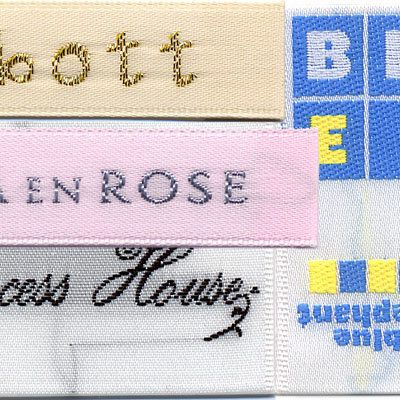 bott
EN ROSE
cess House
B
E
blue
elephant